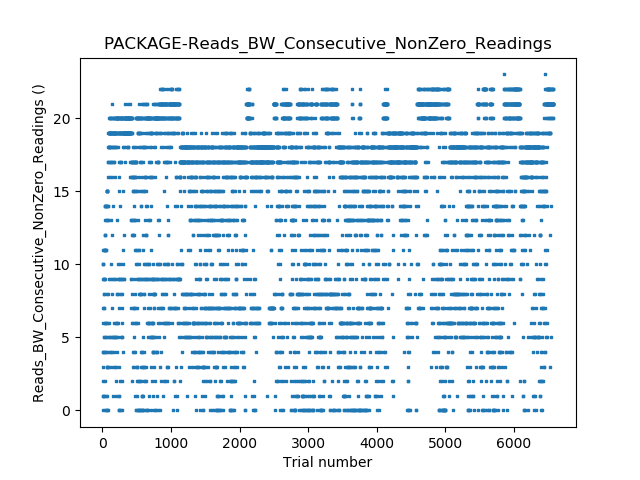 PACKAGE-Reads_BW_Consecutive_NonZero_Readings
Reads_BW_Consecutive_NonZero_Readings ()
20
15
10
5
0
0 1000 2000 3000 4000 5000 6000
Trial number